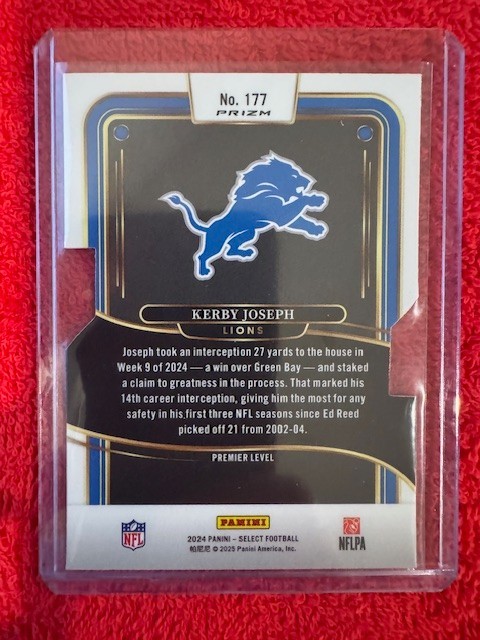 No. 177
PRIZM
KERBY JOSEPH
LIONS
Joseph took an interception 27 yards to the house in
Week 9 of 2024 — a win over Green Bay — and staked
a claim to greatness in the process. That marked his
14th career interception, giving him the most for any
safety in his first three NFL seasons since Ed Reed
picked off 21 from 2002-04.
PREMIER LEVEL
PANINI
NFL
2024 PANINI – SELECT FOOTBALL
帕尼尼 © 2025 Panini America, Inc.
NFLPA